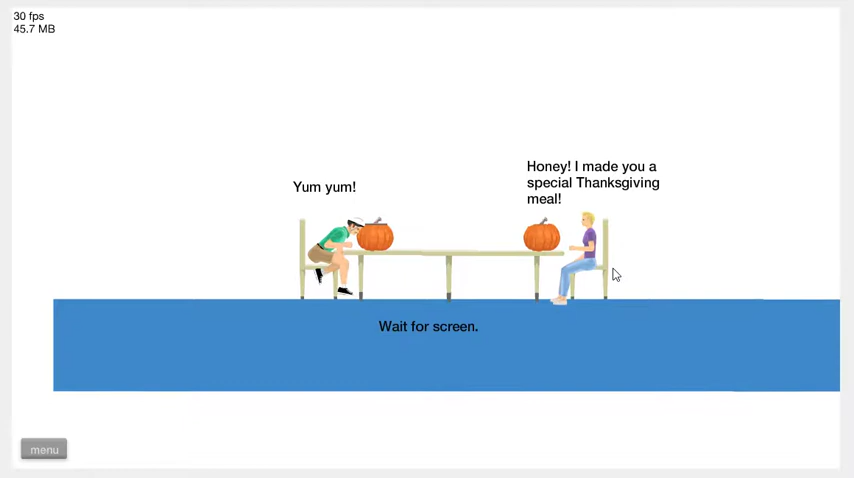 30 fps
45.7 MB
Honey! I made you a
special Thanksgiving
meal!
Yum yum!
Wait for screen.
menu